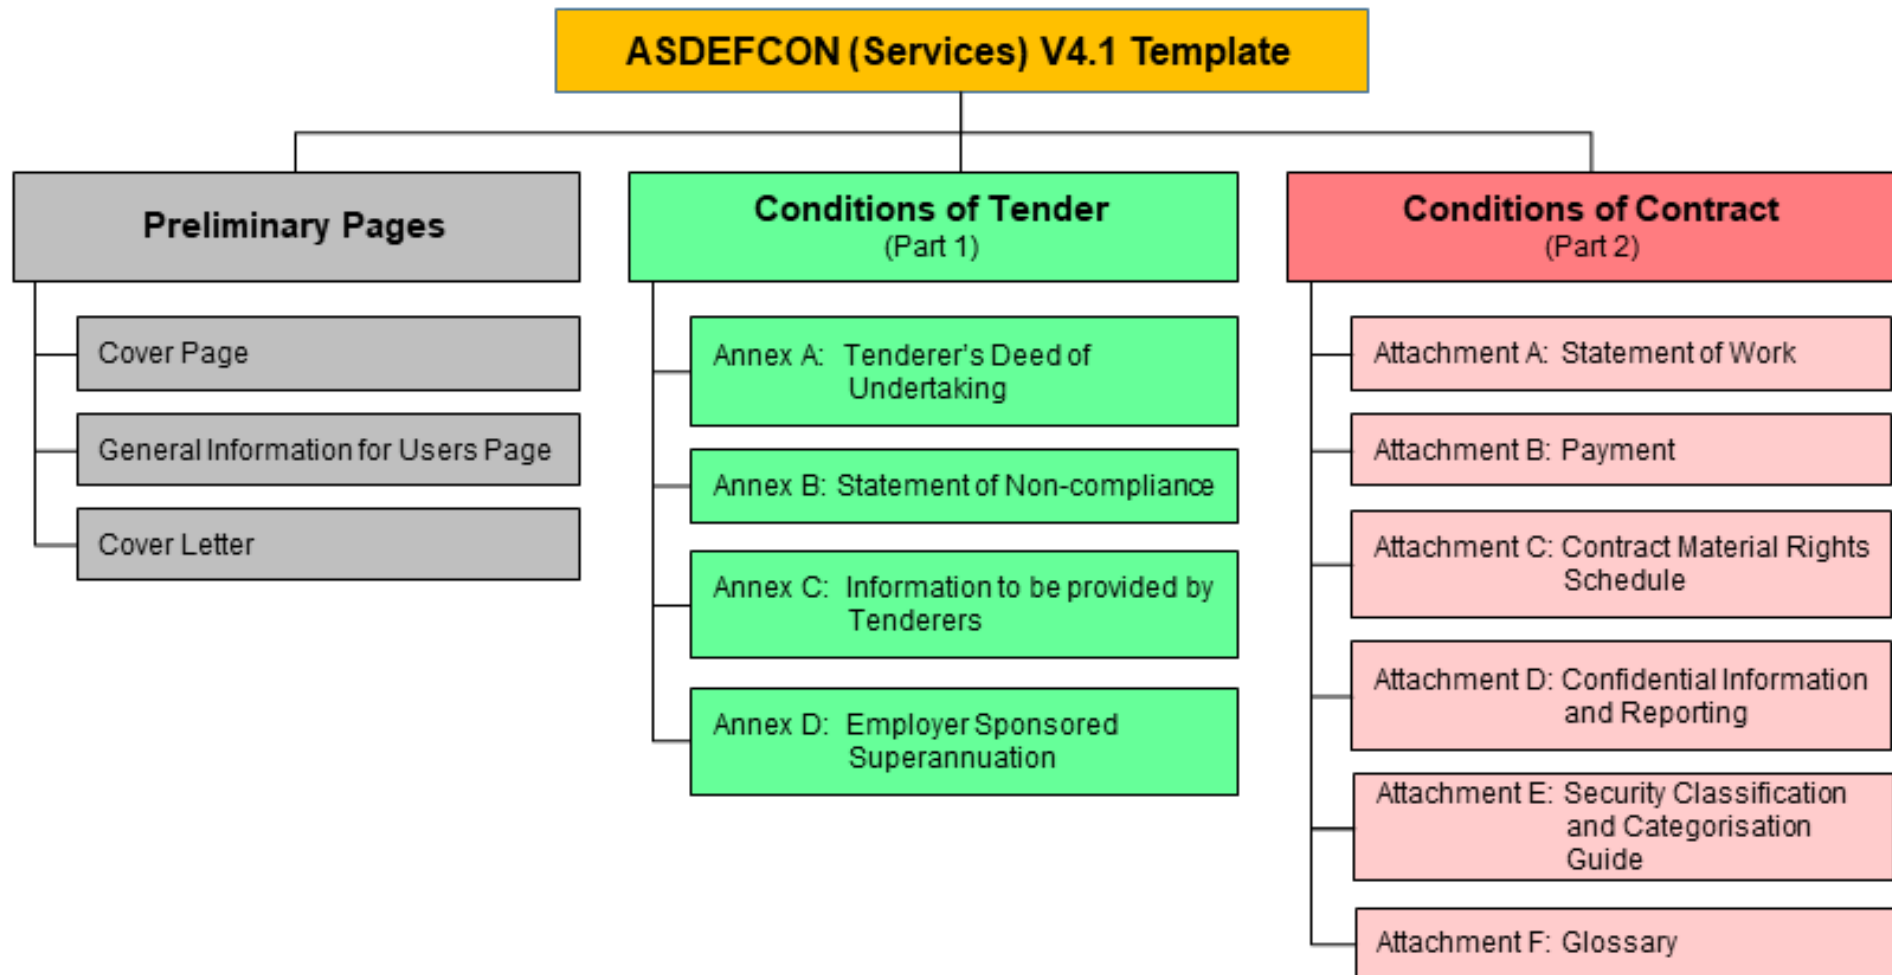 ASDEFCON (Services) V4.1 Template
Preliminary Pages
Cover Page
General Information for Users Page
Cover Letter
Conditions of Tender
(Part 1)
Annex A: Tenderer's Deed of
Undertaking
Annex B: Statement of Non-compliance
Annex C: Information to be provided by
Tenderers
Annex D: Employer Sponsored
Superannuation
Conditions of Contract
(Part 2)
Attachment A: Statement of Work
Attachment B: Payment
Attachment C: Contract Material Rights
Schedule
Attachment D: Confidential Information
and Reporting
Attachment E: Security Classification
and Categorisation
Guide
Attachment F: Glossary